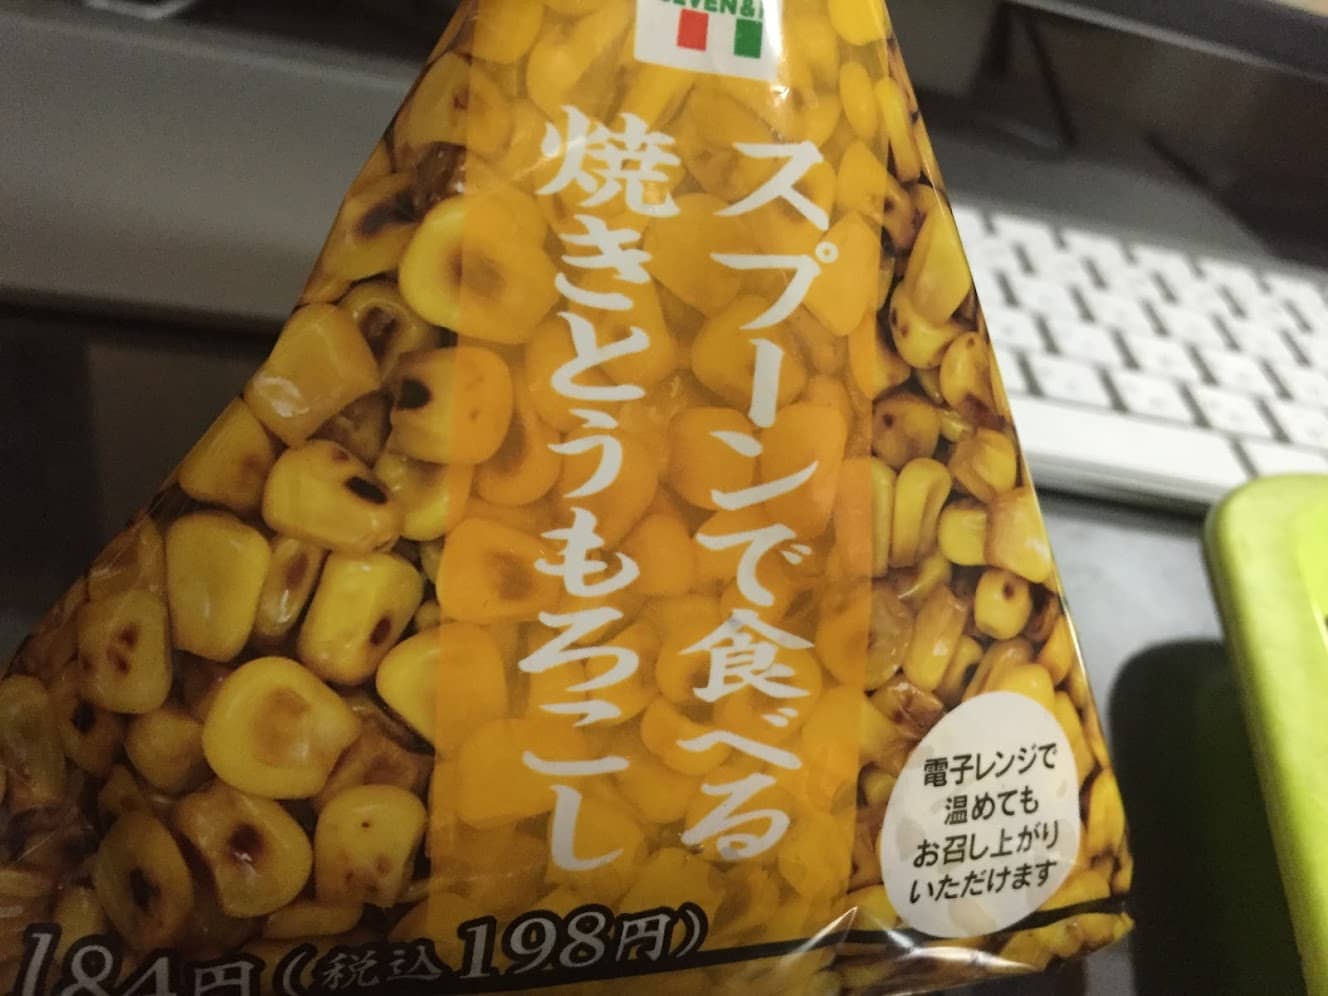 SEVEN&i
スプーンで食べる
焼きとうもろこし
電子レンジで
温めても
お召し上がり
いただけます
184円(税込198円)